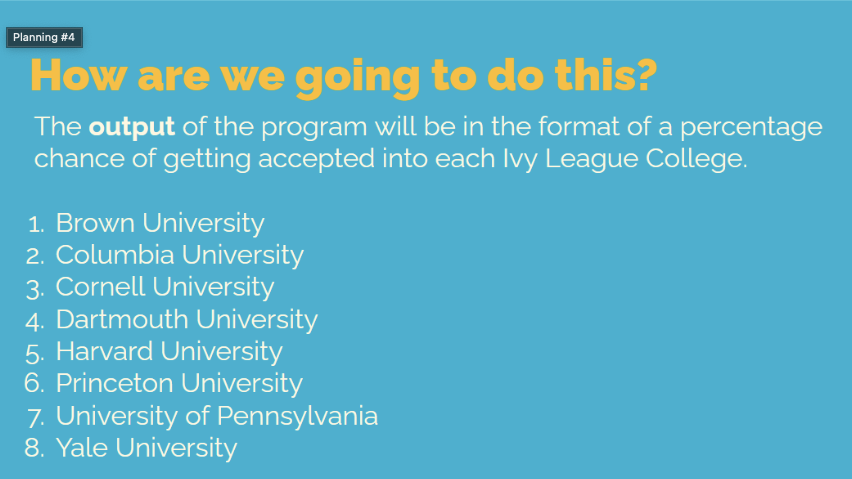 Planning #4
How are we going to do this?
The output of the program will be in the format of a percentage
chance of getting accepted into each Ivy League College.
1. Brown University
2. Columbia University
3. Cornell University
4. Dartmouth University
5. Harvard University
6. Princeton University
7. University of Pennsylvania
8. Yale University